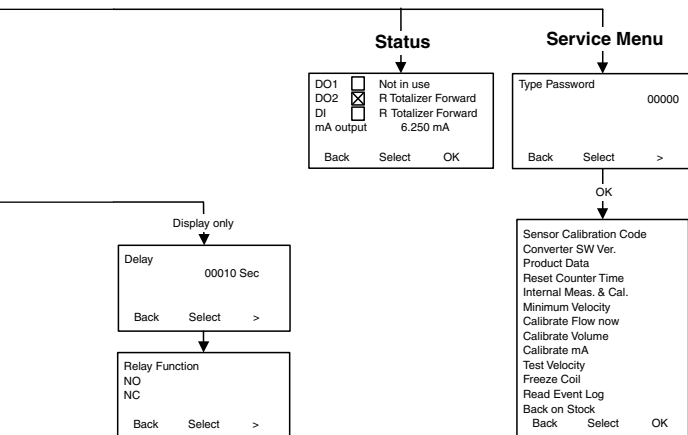 Status
DO1 Not in use
DO2 R Totalizer Forward
DI R Totalizer Forward
mA output 6.250 mA
Back Select OK
Service Menu
Type Password
00000
Back Select >
OK
Sensor Calibration Code
Converter SW Ver.
Product Data
Reset Counter Time
Internal Meas. & Cal.
Minimum Velocity
Calibrate Flow now
Calibrate Volume
Calibrate mA
Test Velocity
Freeze Coil
Read Event Log
Back on Stock
Back Select OK
Display only
Delay
00010 Sec
Back Select >
Relay Function
NO
NC
Back Select >